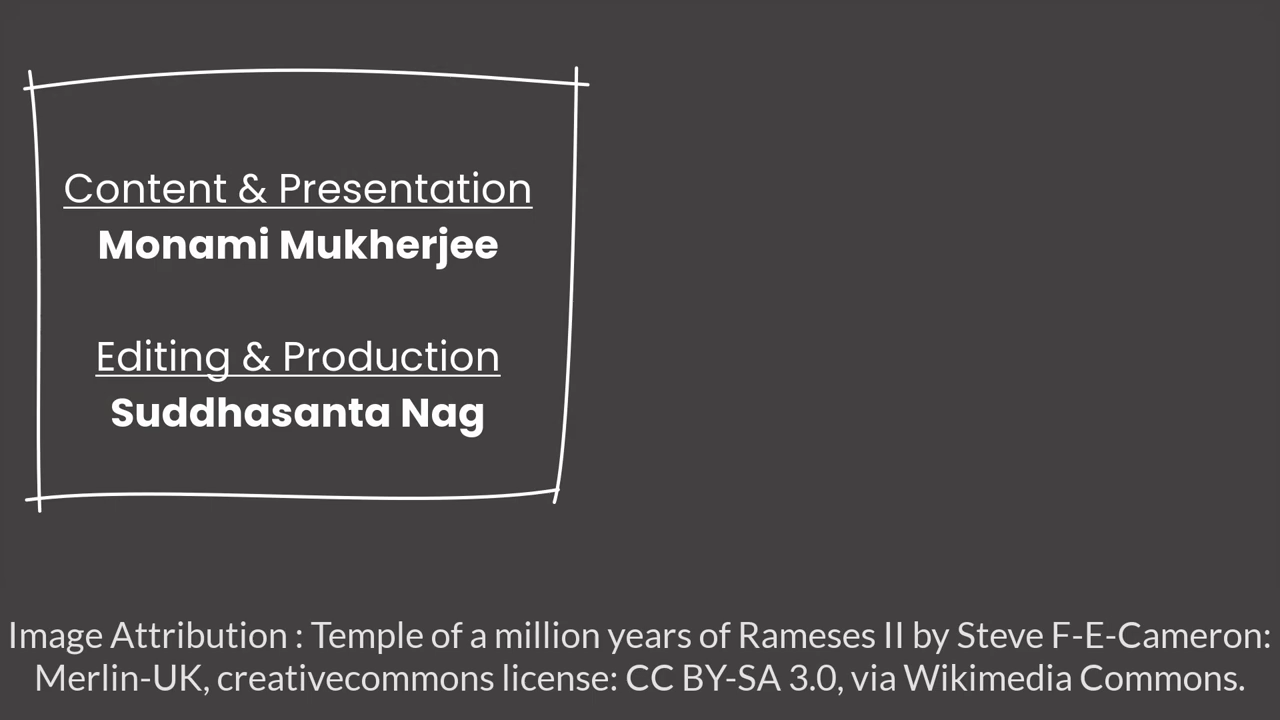 Content & Presentation
Monami Mukherjee
Editing & Production
Suddhasanta Nag
Image Attribution : Temple of a million years of Rameses II by Steve F-E-Cameron:
Merlin-UK, creativecommons license: CC BY-SA 3.0, via Wikimedia Commons.